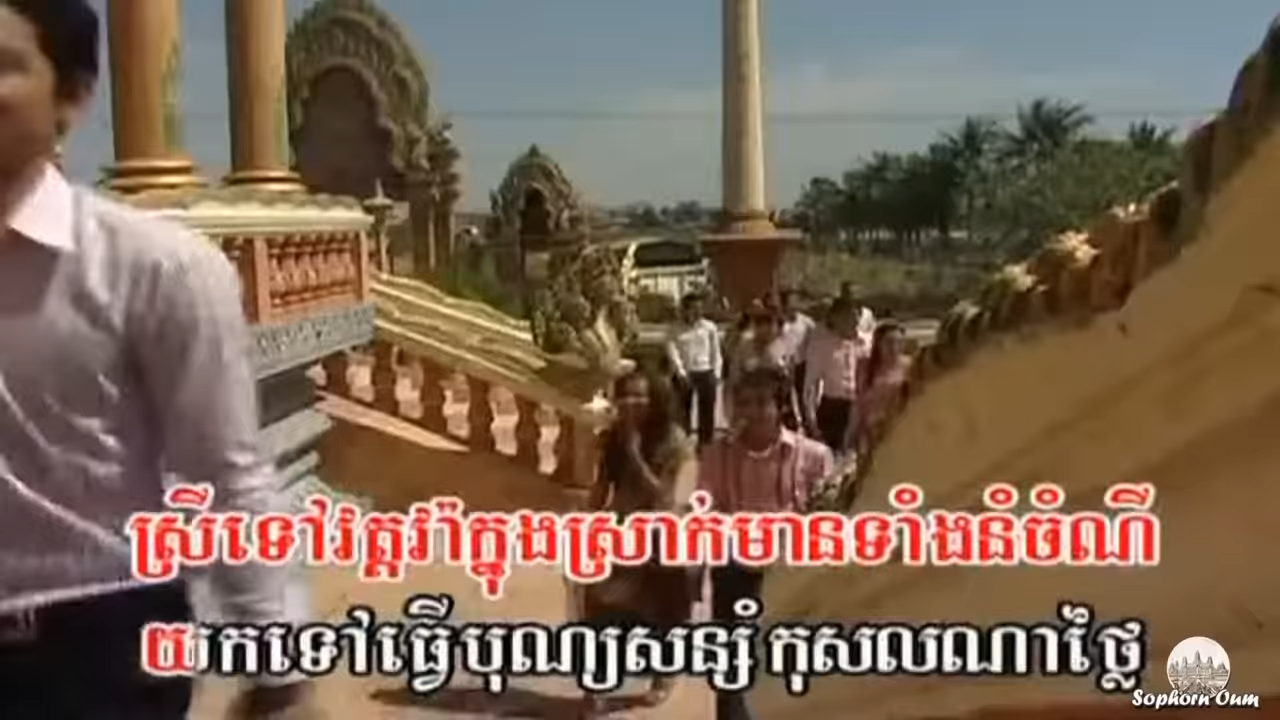 ស្រីទៅវត្តវ៉ាក្នុងស្រាក់មានទាំងនំចំណី
យកទៅធ្វើបុណ្យសន្សំ កុសលណាថ្លៃ
Sophorn Oum